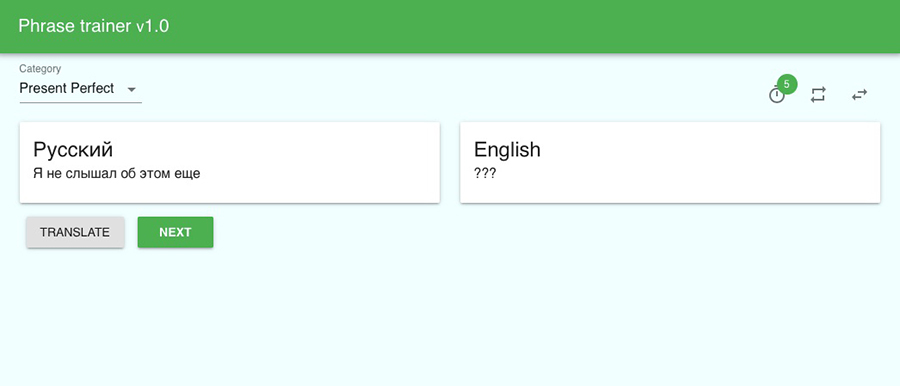 Phrase trainer v1.0
Category
Present Perfect
5
Русский
Я не слышал об этом еще
English
???
TRANSLATE
NEXT